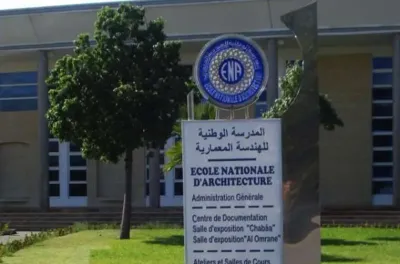 ENA
المدرسة الوطنية
للهندسة المعمارية
ECOLE NATIONALE
D'ARCHITECTURE
Administration Générale
Centre de Documentation
Salle d'exposition "Chabâa"
Salle d'exposition "Al Omrane"
Ateliers et Salles de Cours